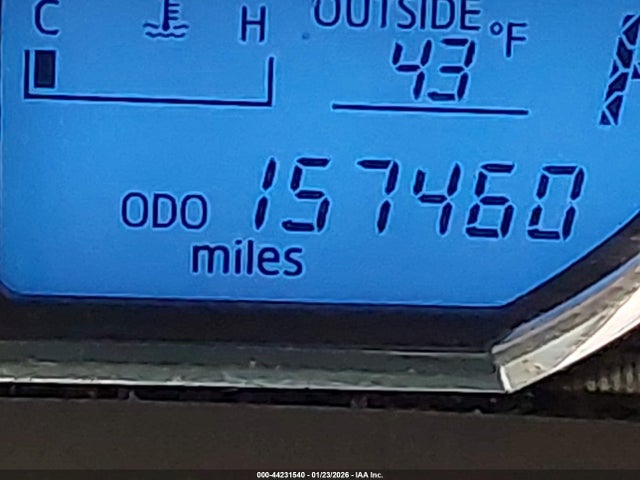 C H OUTSIDE °F
43
ODO 157460
miles
000-44231540 - 01/23/2026 - IAA Inc.